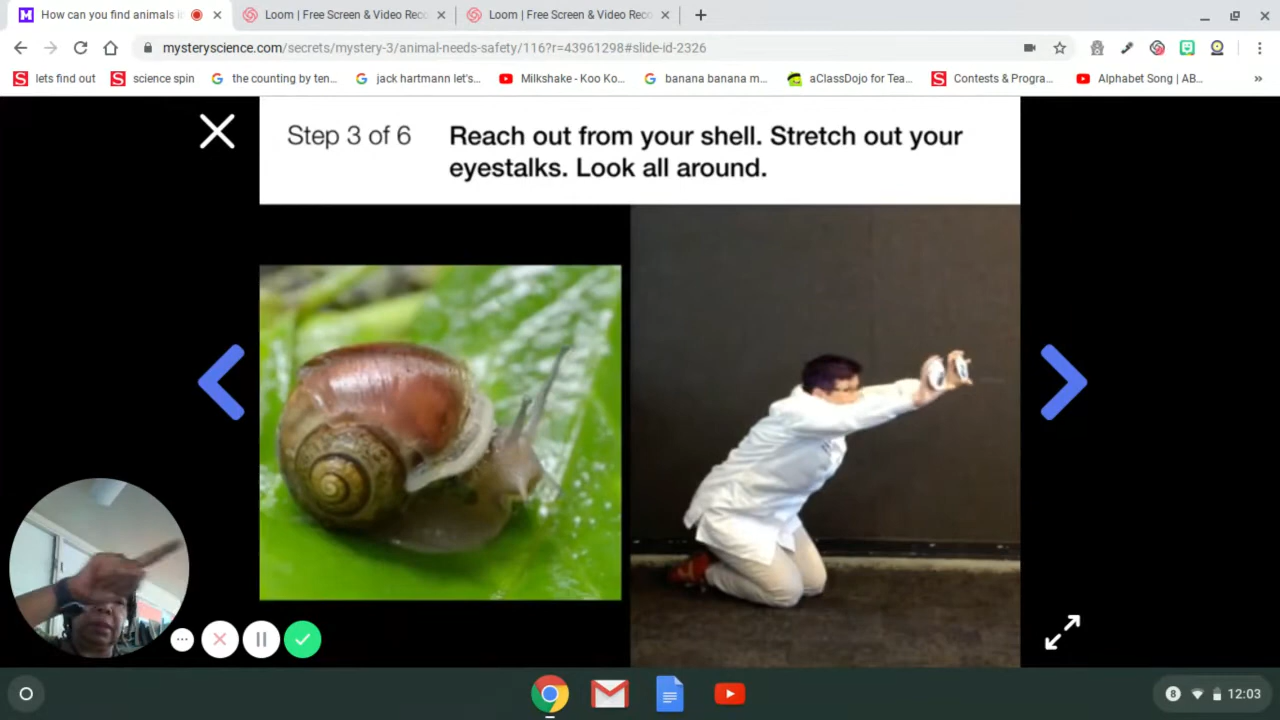 How can you find animals i
Loom | Free Screen & Video Reco
Loom | Free Screen & Video Reco
mysteryscience.com/secrets/mystery-3/animal-needs-safety/116?r=43961298#slide-id-2326
lets find out
science spin
the counting by ten...
jack hartmann let's...
Milkshake - Koo Ko...
banana banana m...
aClassDojo for Tea...
Contests & Progra...
Alphabet Song | AB...
Step 3 of 6
Reach out from your shell. Stretch out your
eyestalks. Look all around.
8
12:03